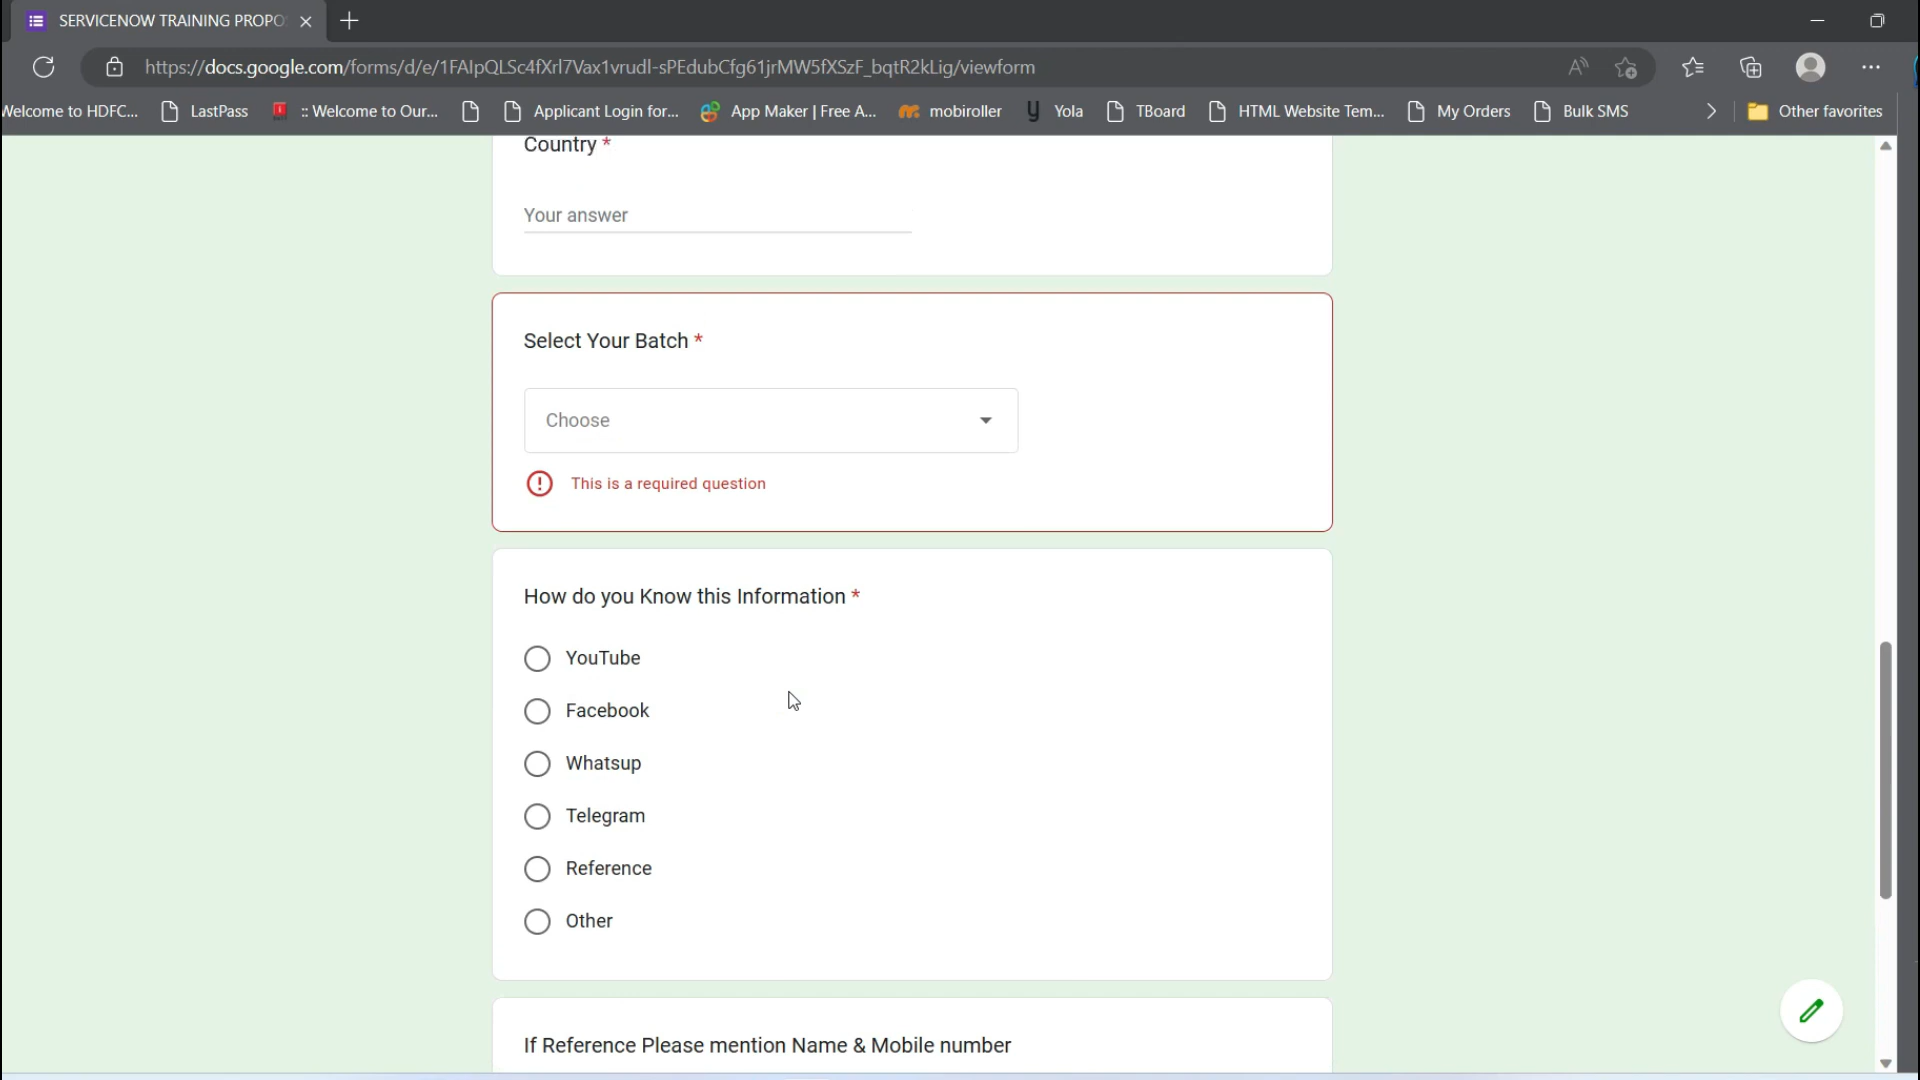 SERVICENOW TRAINING PROPO
https://docs.google.com/forms/d/e/1FAIpQLSc4fXrl7Vax1vrudl-sPEdubCfg61jrMW5fXSzF_bqtR2kLig/viewform
Welcome to HDFC... LastPass :: Welcome to Our... Applicant Login for... App Maker | Free A... mobiroller Yola TBoard HTML Website Tem... My Orders Bulk SMS Other favorites
Country *
Your answer
Select Your Batch *
Choose
This is a required question
How do you Know this Information *
YouTube
Facebook
Whatsup
Telegram
Reference
Other
If Reference Please mention Name & Mobile number